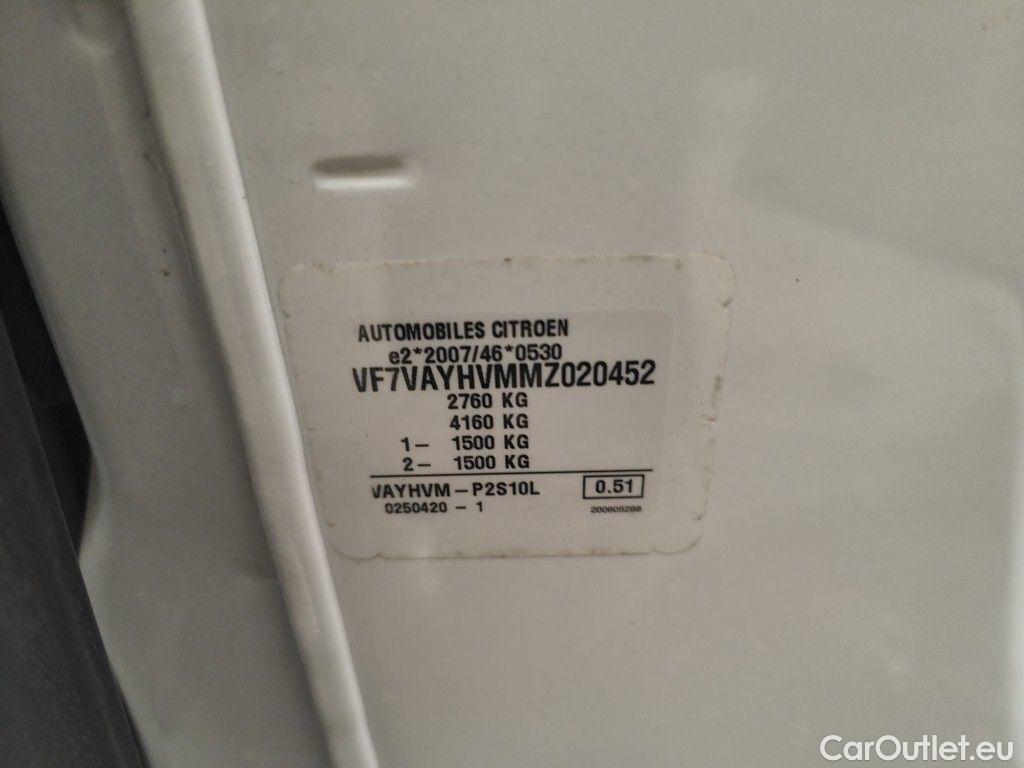 AUTOMOBILES CITROEN
e2*2007/46*0530
VF7VAYHVMMZ020452
2760 KG
4160 KG
1- 1500 KG
2- 1500 KG
VAYHVM-P2S10L 0.51
0250420 - 1 200605298
CarOutlet.eu